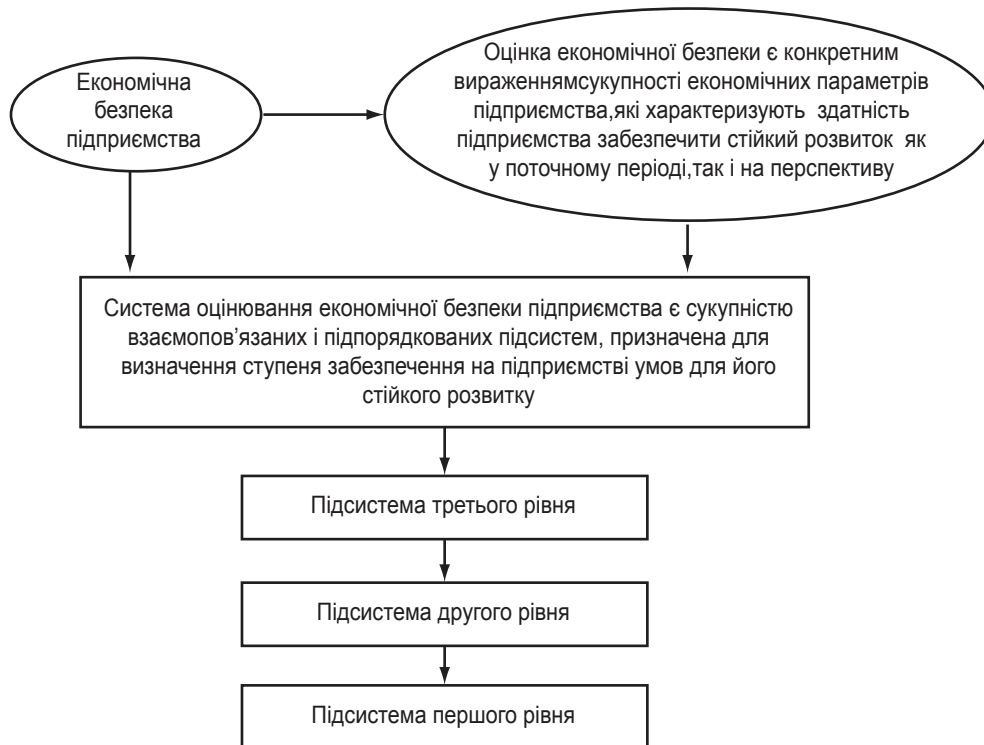 Економічна
безпека
підприємства
Оцінка економічної безпеки є конкретним
вираженнямсукупності економічних параметрів
підприємства,які характеризують здатність
підприємства забезпечити стійкий розвиток як
у поточному періоді,так і на перспективу
Система оцінювання економічної безпеки підприємства є сукупністю
взаємопов’язаних і підпорядкованих підсистем, призначена для
визначення ступеня забезпечення на підприємстві умов для його
стійкого розвитку
Підсистема третього рівня
Підсистема другого рівня
Підсистема першого рівня